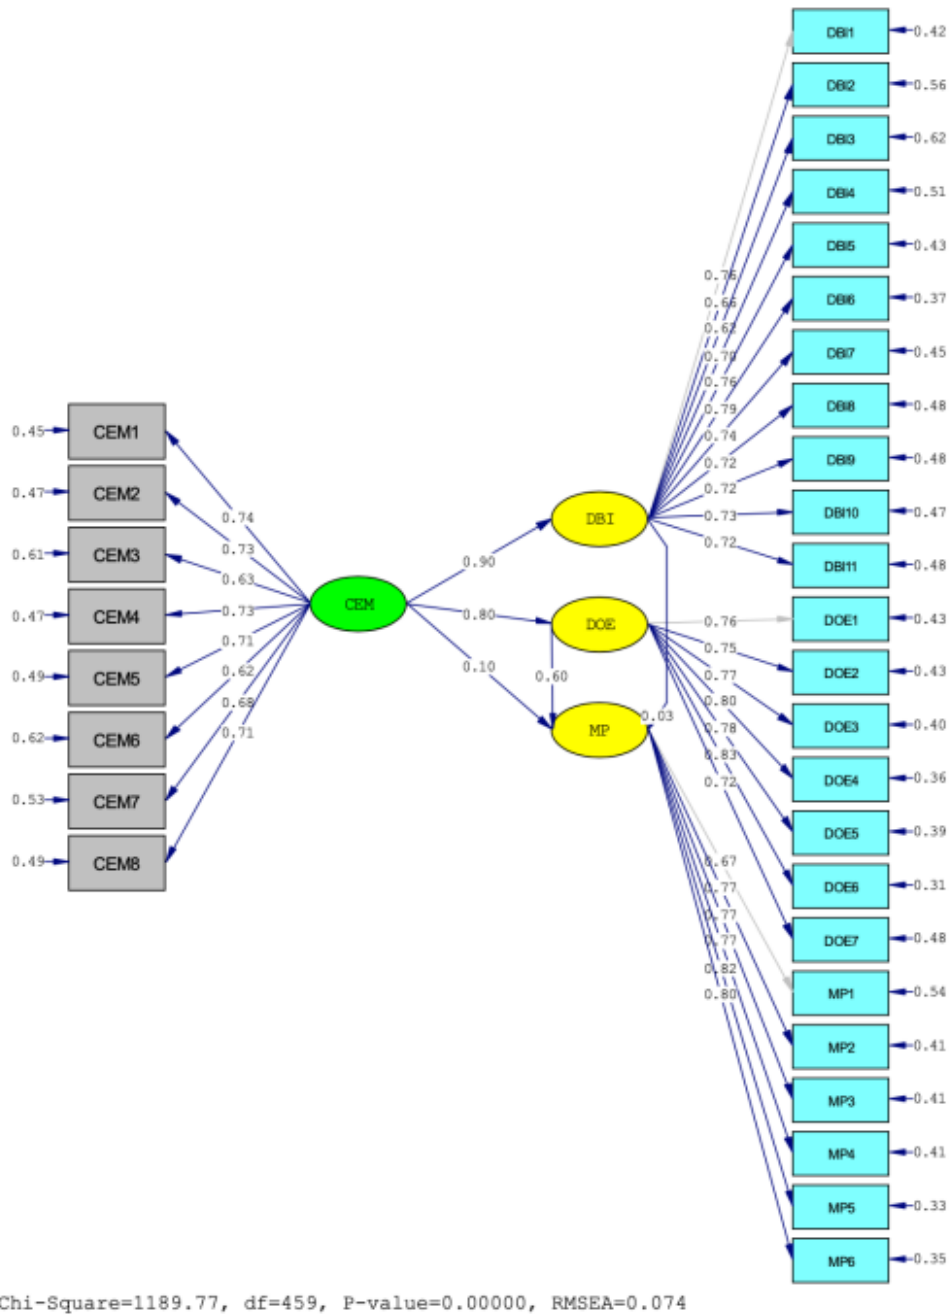 DBI1 0.42
DBI2 0.56
DBI3 0.62
DBI4 0.51
DBI5 0.43
DBI6 0.37
DBI7 0.45
DBI8 0.48
DBI9 0.48
DBI10 0.47
DBI11 0.48
DOE1 0.43
DOE2 0.43
DOE3 0.40
DOE4 0.36
DOE5 0.39
DOE6 0.31
DOE7 0.48
MP1 0.54
MP2 0.41
MP3 0.41
MP4 0.41
MP5 0.33
MP6 0.35
0.76
0.66
0.62
0.70
0.76
0.79
0.74
0.72
0.72
0.73
0.72
0.76
0.75
0.77
0.80
0.78
0.83
0.72
0.67
0.77
0.77
0.77
0.82
0.80
DBI
DOE
MP
0.03
0.60
0.90
0.80
0.10
CEM
0.74
0.73
0.63
0.73
0.71
0.62
0.68
0.71
0.45 CEM1
0.47 CEM2
0.61 CEM3
0.47 CEM4
0.49 CEM5
0.62 CEM6
0.53 CEM7
0.49 CEM8
Chi-Square=1189.77, df=459, P-value=0.00000, RMSEA=0.074